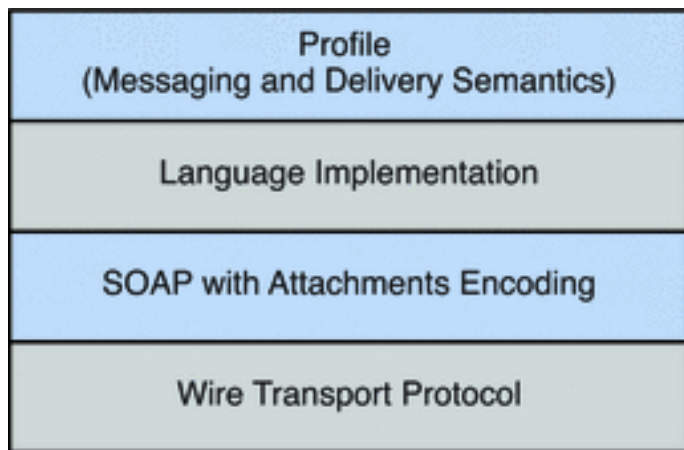 Profile
(Messaging and Delivery Semantics)
Language Implementation
SOAP with Attachments Encoding
Wire Transport Protocol